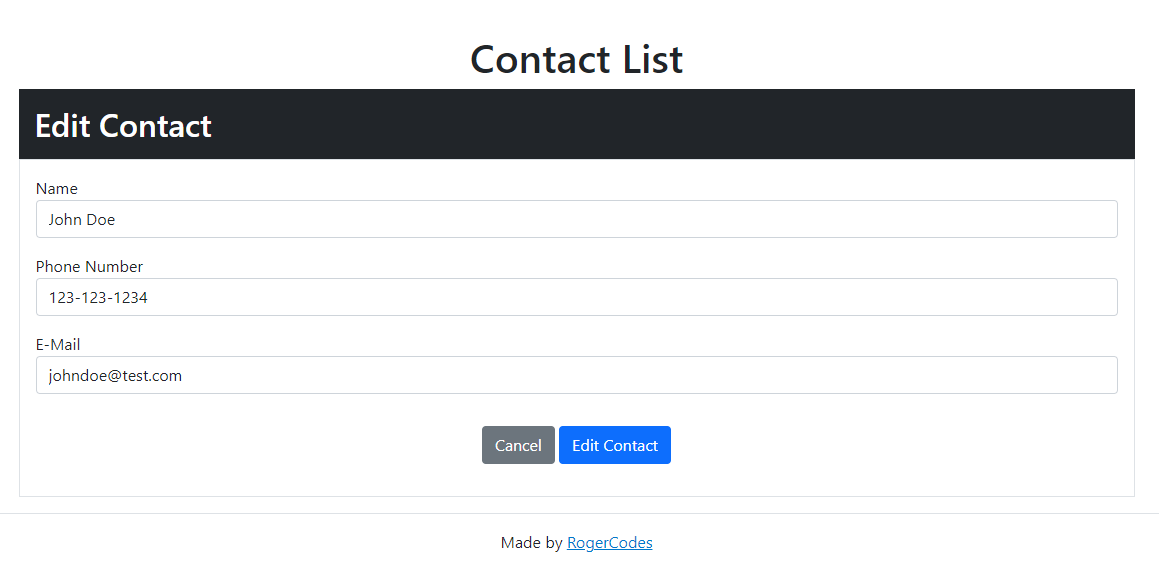 Contact List
Edit Contact
Name
John Doe
Phone Number
123-123-1234
E-Mail
johndoe@test.com
Cancel Edit Contact
Made by RogerCodes